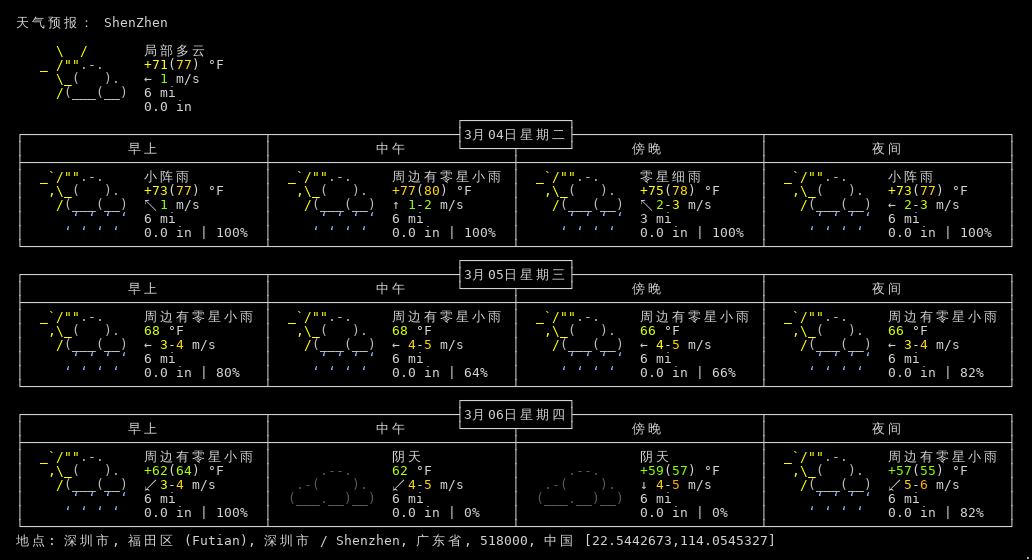 天气预报： ShenZhen
局部多云
+71(77) °F
← 1 m/s
6 mi
0.0 in
3月04日星期二
早上 中午 傍晚 夜间
小阵雨 周边有零星小雨 零星细雨 小阵雨
+73(77) °F +77(80) °F +75(78) °F +73(77) °F
↖ 1 m/s ↑ 1-2 m/s ↖ 2-3 m/s ← 2-3 m/s
6 mi 6 mi 3 mi 6 mi
0.0 in | 100% 0.0 in | 100% 0.0 in | 100% 0.0 in | 100%
3月05日星期三
早上 中午 傍晚 夜间
周边有零星小雨 周边有零星小雨 周边有零星小雨 周边有零星小雨
68 °F 68 °F 66 °F 66 °F
← 3-4 m/s ← 4-5 m/s ← 4-5 m/s ← 3-4 m/s
6 mi 6 mi 6 mi 6 mi
0.0 in | 80% 0.0 in | 64% 0.0 in | 66% 0.0 in | 82%
3月06日星期四
早上 中午 傍晚 夜间
周边有零星小雨 阴天 阴天 周边有零星小雨
+62(64) °F 62 °F +59(57) °F +57(55) °F
↙ 3-4 m/s ↙ 4-5 m/s ↓ 4-5 m/s ↙ 5-6 m/s
6 mi 6 mi 6 mi 6 mi
0.0 in | 100% 0.0 in | 0% 0.0 in | 0% 0.0 in | 82%
地点: 深圳市, 福田区 (Futian), 深圳市 / Shenzhen, 广东省, 518000, 中国 [22.5442673,114.0545327]